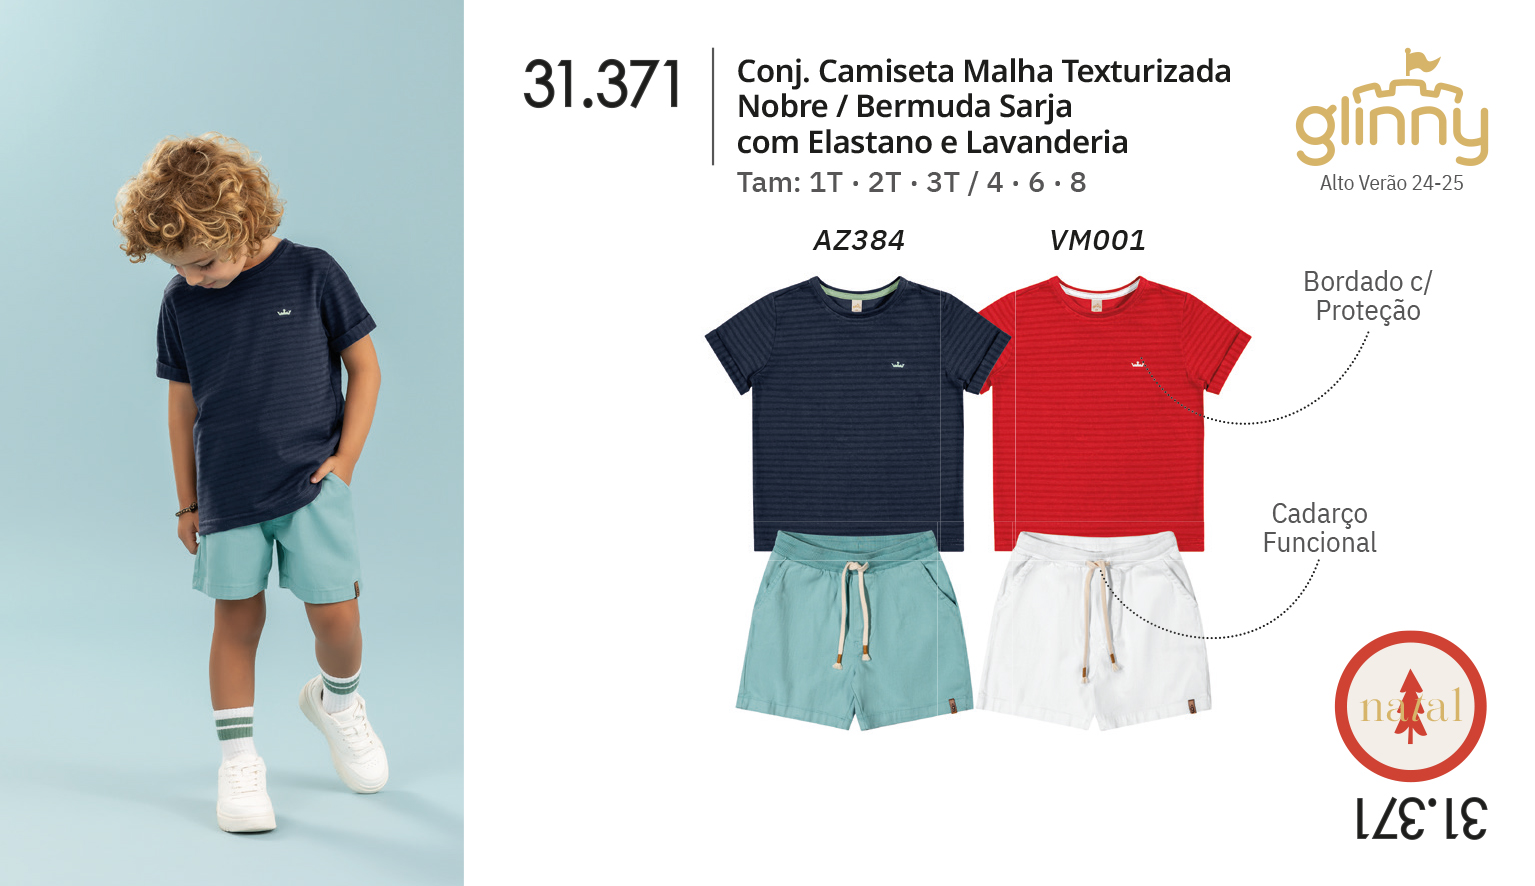 31.371
Conj. Camiseta Malha Texturizada
Nobre / Bermuda Sarja
com Elastano e Lavanderia
Tam: 1T · 2T · 3T / 4 · 6 · 8
glinny
Alto Verão 24-25
AZ384
VM001
Bordado c/
Proteção
Cadarço
Funcional
natal
31.371